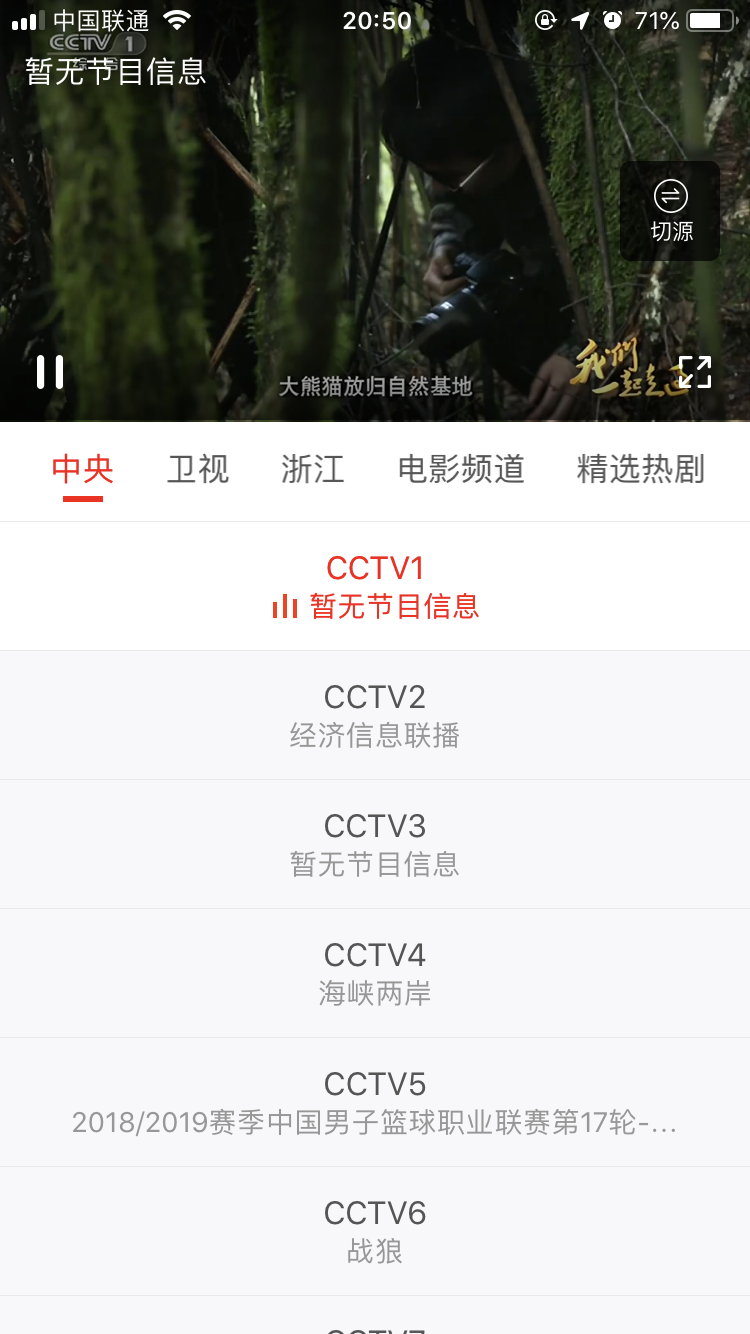 中国联通
20:50
71%
CCTV 1
综合
暂无节目信息
切源
我们
一起走过
大熊猫放归自然基地
中央
卫视
浙江
电影频道
精选热剧
CCTV1
暂无节目信息
CCTV2
经济信息联播
CCTV3
暂无节目信息
CCTV4
海峡两岸
CCTV5
2018/2019赛季中国男子篮球职业联赛第17轮-...
CCTV6
战狼
CCTV7